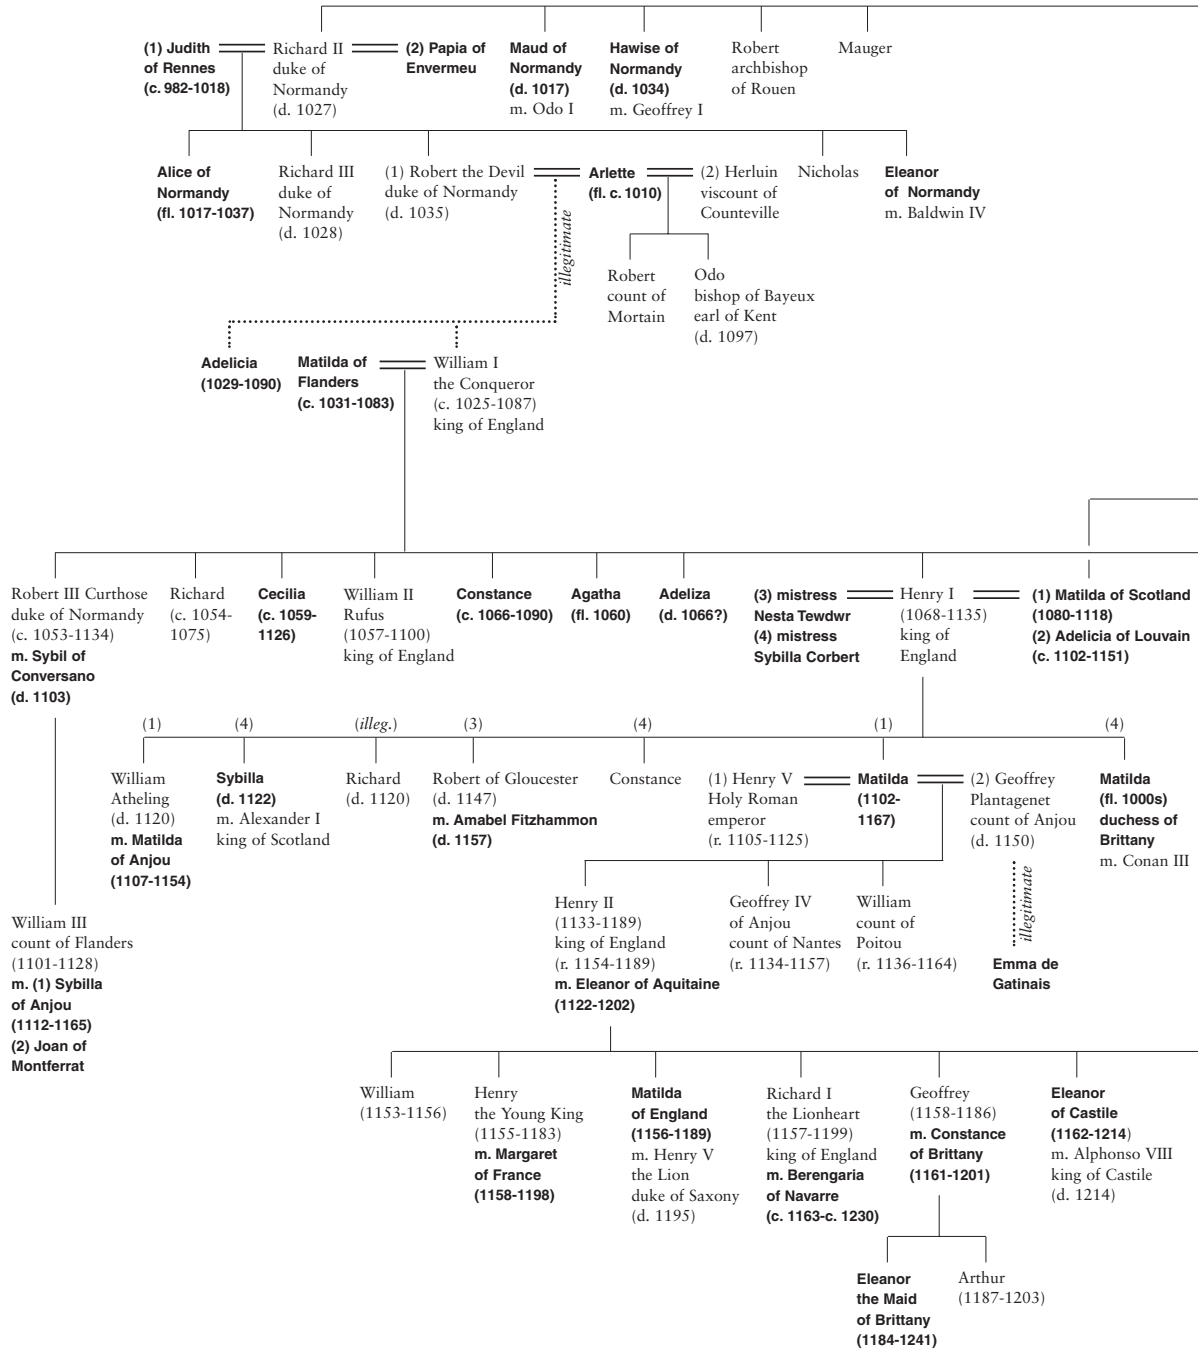 (1) Judith
of Rennes
(c. 982-1018)
Richard II
duke of
Normandy
(d. 1027)
(2) Papia of
Envermeu
Maud of
Normandy
(d. 1017)
m. Odo I
Hawise of
Normandy
(d. 1034)
m. Geoffrey I
Robert
archbishop
of Rouen
Mauger
Alice of
Normandy
(fl. 1017-1037)
Richard III
duke of
Normandy
(d. 1028)
(1) Robert the Devil
duke of Normandy
(d. 1035)
Arlette
(fl. c. 1010)
(2) Herluin
viscount of
Counteville
Nicholas
Eleanor
of Normandy
m. Baldwin IV
illegitimate
Robert
count of
Mortain
Odo
bishop of Bayeux
earl of Kent
(d. 1097)
Adelicia
(1029-1090)
Matilda of
Flanders
(c. 1031-1083)
William I
the Conqueror
(c. 1025-1087)
king of England
Robert III Curthose
duke of Normandy
(c. 1053-1134)
m. Sybil of
Conversano
(d. 1103)
Richard
(c. 1054-
1075)
Cecilia
(c. 1059-
1126)
William II
Rufus
(1057-1100)
king of England
Constance
(c. 1066-1090)
Agatha
(fl. 1060)
Adeliza
(d. 1066?)
(3) mistress
Nesta Tewdwr
(4) mistress
Sybilla Corbert
Henry I
(1068-1135)
king of
England
(1) Matilda of Scotland
(1080-1118)
(2) Adelicia of Louvain
(c. 1102-1151)
(1)
(4)
(illeg.)
(3)
(4)
(1)
(4)
William
Atheling
(d. 1120)
m. Matilda
of Anjou
(1107-1154)
Sybilla
(d. 1122)
m. Alexander I
king of Scotland
Richard
(d. 1120)
Robert of Gloucester
(d. 1147)
m. Amabel Fitzhammon
(d. 1157)
Constance
(1) Henry V
Holy Roman
emperor
(r. 1105-1125)
Matilda
(1102-
1167)
(2) Geoffrey
Plantagenet
count of Anjou
(d. 1150)
Matilda
(fl. 1000s)
duchess of
Brittany
m. Conan III
William III
count of Flanders
(1101-1128)
m. (1) Sybilla
of Anjou
(1112-1165)
(2) Joan of
Montferrat
Henry II
(1133-1189)
king of England
(r. 1154-1189)
m. Eleanor of Aquitaine
(1122-1202)
Geoffrey IV
of Anjou
count of Nantes
(r. 1134-1157)
William
count of
Poitou
(r. 1136-1164)
illegitimate
Emma de
Gatinais
William
(1153-1156)
Henry
the Young King
(1155-1183)
m. Margaret
of France
(1158-1198)
Matilda
of England
(1156-1189)
m. Henry V
the Lion
duke of Saxony
(d. 1195)
Richard I
the Lionheart
(1157-1199)
king of England
m. Berengaria
of Navarre
(c. 1163-c. 1230)
Geoffrey
(1158-1186)
m. Constance
of Brittany
(1161-1201)
Eleanor
of Castile
(1162-1214)
m. Alphonso VIII
king of Castile
(d. 1214)
Eleanor
the Maid
of Brittany
(1184-1241)
Arthur
(1187-1203)